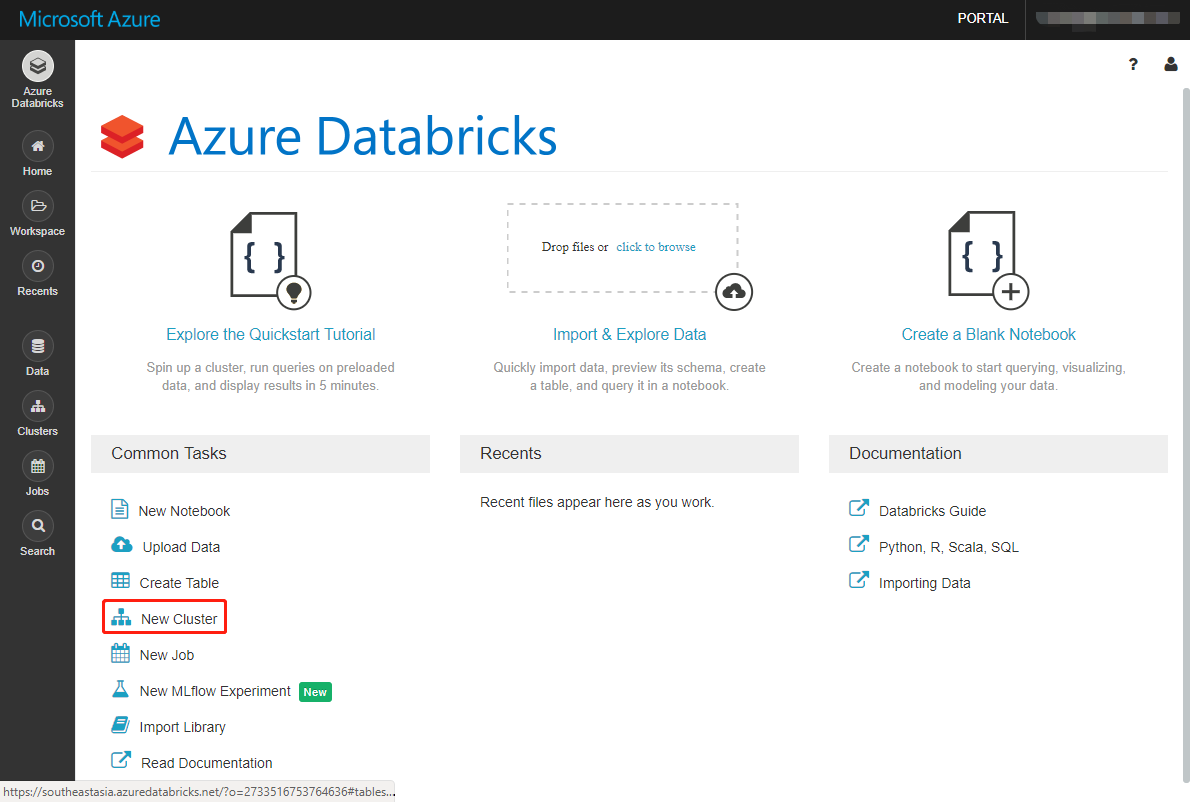 Microsoft Azure
PORTAL
Azure
Databricks
Home
Workspace
Recents
Data
Clusters
Jobs
Search
?
Azure Databricks
{ }
Drop files or click to browse
{ }
Explore the Quickstart Tutorial
Spin up a cluster, run queries on preloaded
data, and display results in 5 minutes.
Import & Explore Data
Quickly import data, preview its schema, create
a table, and query it in a notebook.
Create a Blank Notebook
Create a notebook to start querying, visualizing,
and modeling your data.
Common Tasks
New Notebook
Upload Data
Create Table
New Cluster
New Job
New MLflow Experiment New
Import Library
Read Documentation
Recents
Recent files appear here as you work.
Documentation
Databricks Guide
Python, R, Scala, SQL
Importing Data
https://southeastasia.azuredatabricks.net/?o=2733516753764636#tables...